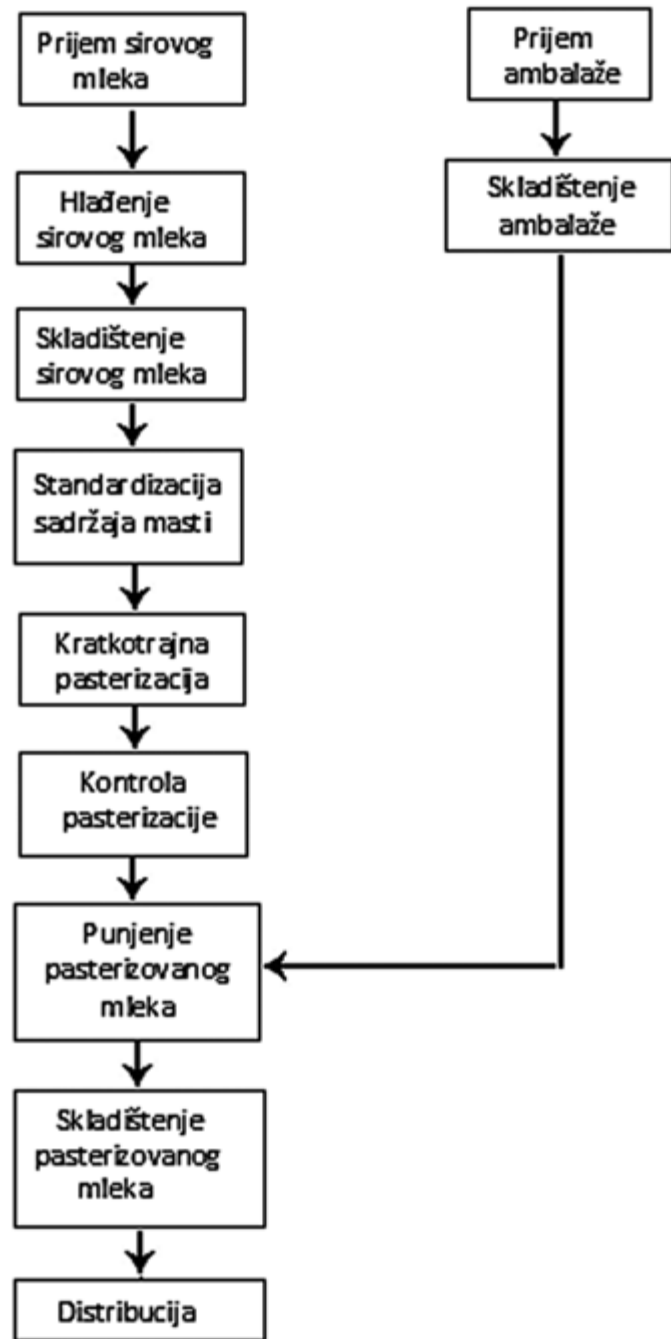 Prijem sirovog
mleka
Prijem
ambalaže
Hlađenje
sirovog mleka
Skladištenje
ambalaže
Skladištenje
sirovog mleka
Standardizacija
sadržaja masti
Kratkotrajna
pasterizacija
Kontrola
pasterizacije
Punjenje
pasterizovanog
mleka
Skladištenje
pasterizovanog
mleka
Distribucija